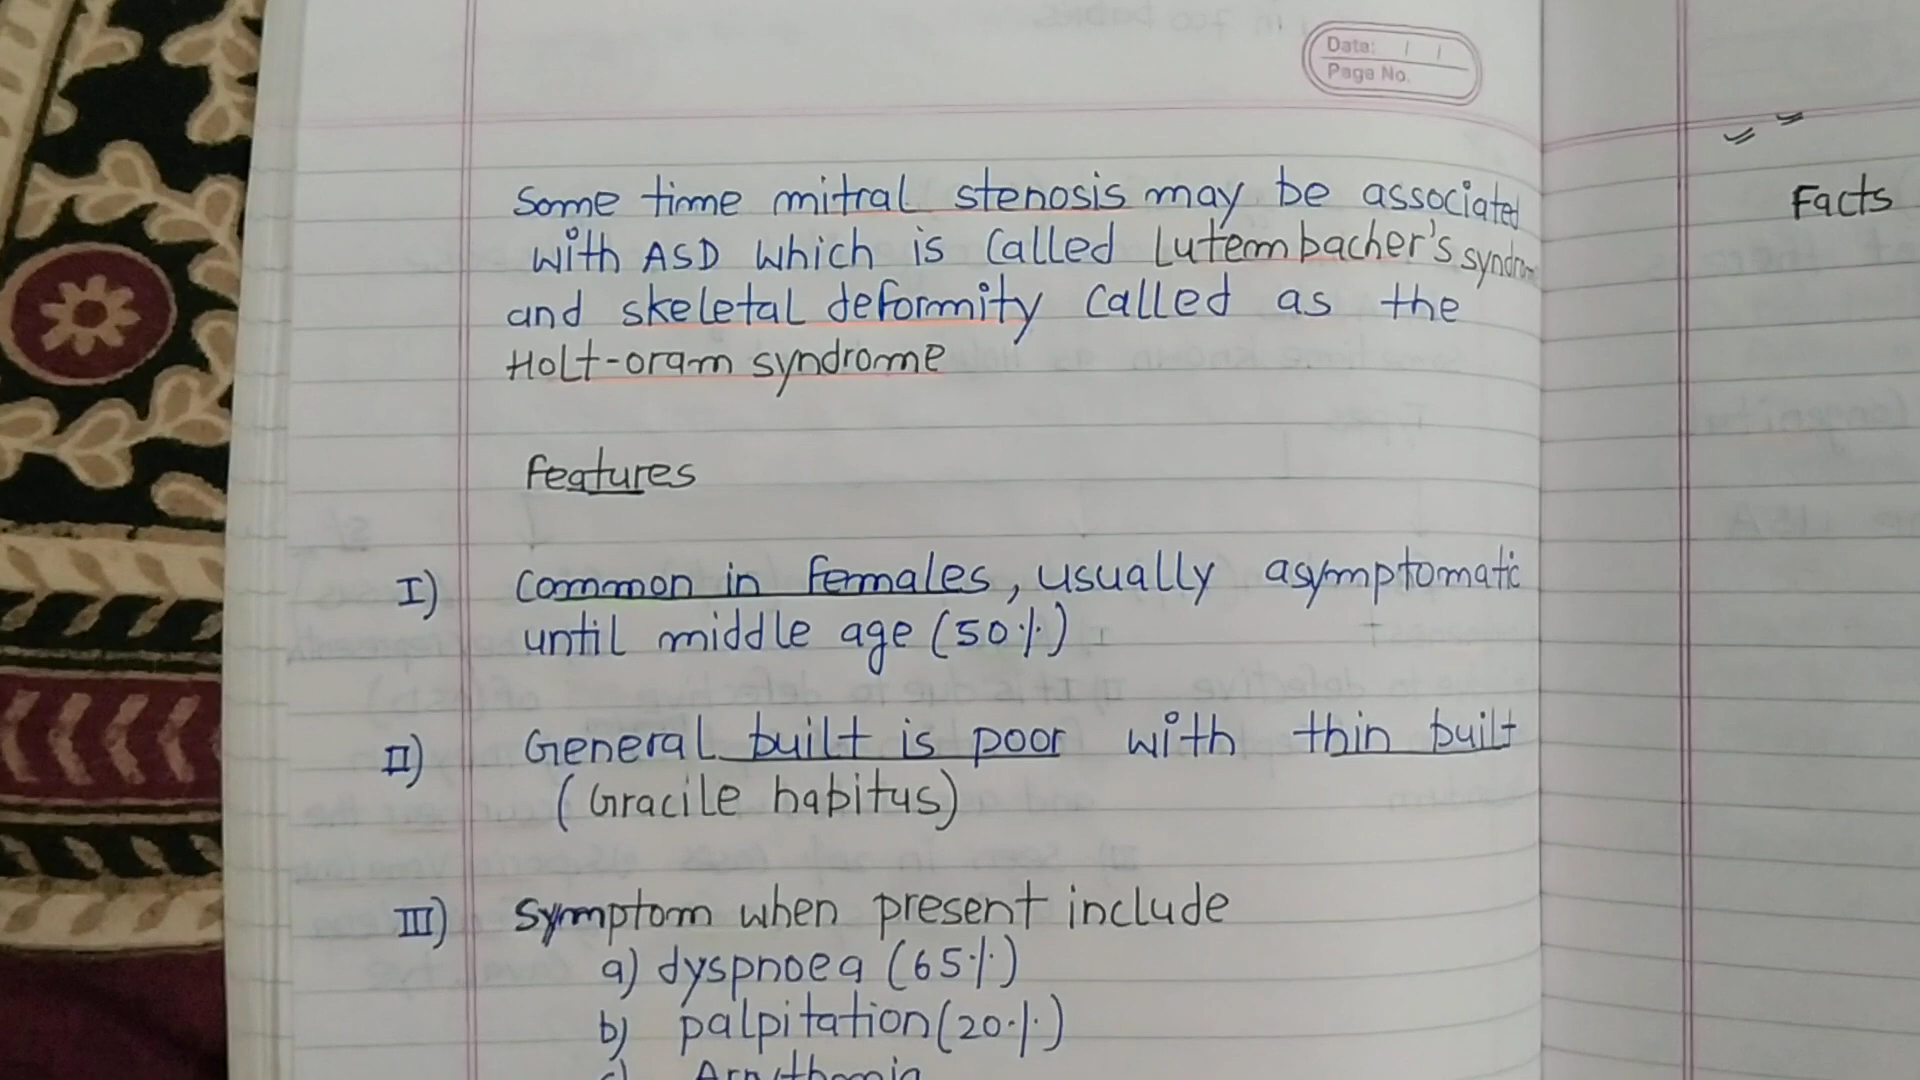 Date: / /
Page No.
Some time mitral stenosis may be associated
with ASD which is called Lutembacher's syndrom
and skeletal deformity called as the
Holt-oram syndrome
Features
I) Common in females, usually asymptomatic
until middle age (50%)
II) General built is poor with thin built
(Gracile habitus)
III) Symptom when present include
a) dyspnoea (65%)
b) palpitation (20%)
Facts